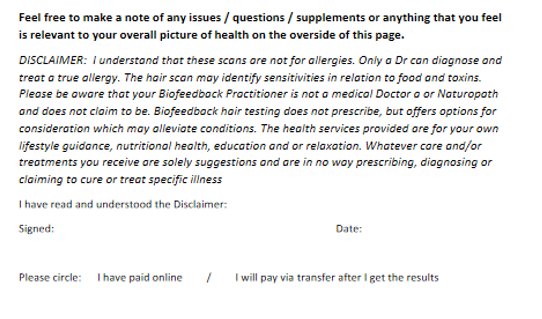 Feel free to make a note of any issues / questions / supplements or anything that you feel
is relevant to your overall picture of health on the overside of this page.
DISCLAIMER: I understand that these scans are not for allergies. Only a Dr can diagnose and
treat a true allergy. The hair scan may identify sensitivities in relation to food and toxins.
Please be aware that your Biofeedback Practitioner is not a medical Doctor a or Naturopath
and does not claim to be. Biofeedback hair testing does not prescribe, but offers options for
consideration which may alleviate conditions. The health services provided are for your own
lifestyle guidance, nutritional health, education and or relaxation. Whatever care and/or
treatments you receive are solely suggestions and are in no way prescribing, diagnosing or
claiming to cure or treat specific illness
I have read and understood the Disclaimer:
Signed: Date:
Please circle: I have paid online / I will pay via transfer after I get the results